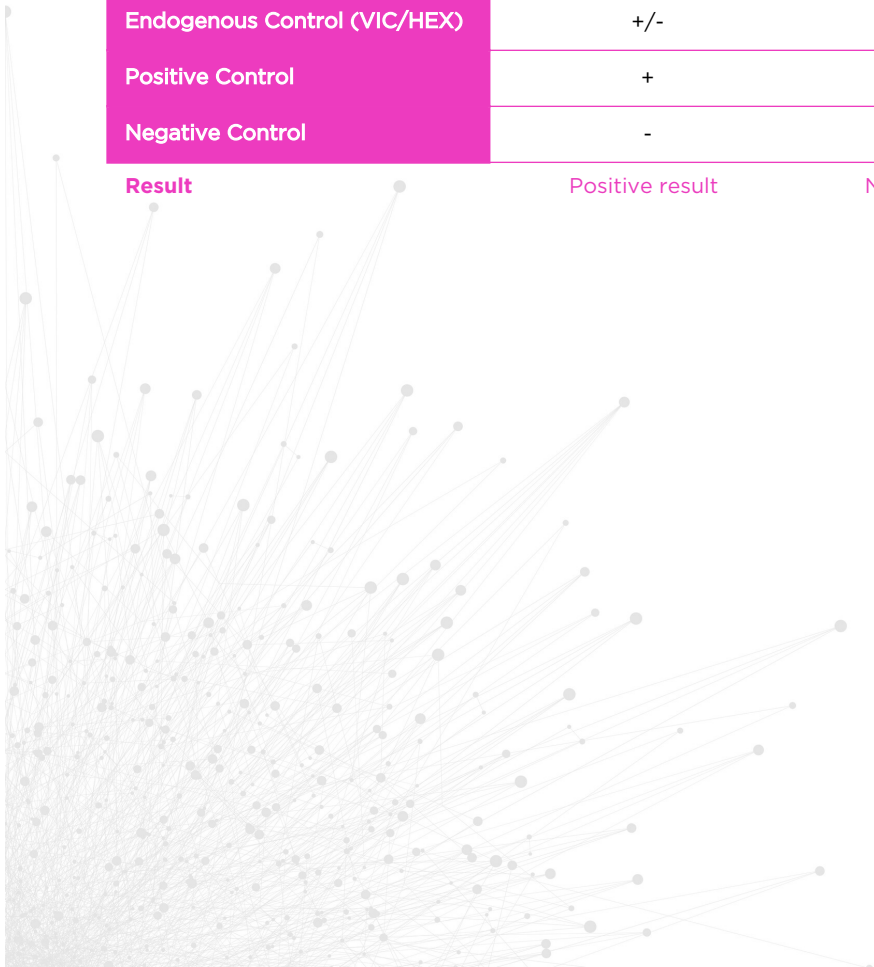 Endogenous Control (VIC/HEX) +/-
Positive Control +
Negative Control -
Result Positive result